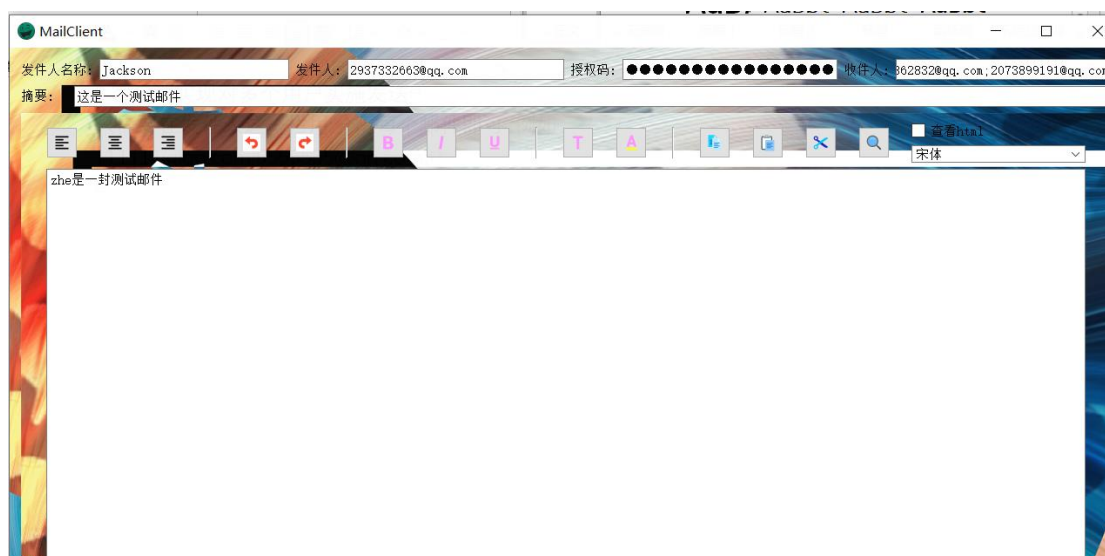 MailClient
发件人名称: Jackson 发件人: 2937332663@qq.com 授权码: ●●●●●●●●●●●●●●●● 收件人: 362832@qq.com;2073899191@qq.com
摘要: 这是一个测试邮件
B I U T A 查看html
宋体
zhe是一封测试邮件